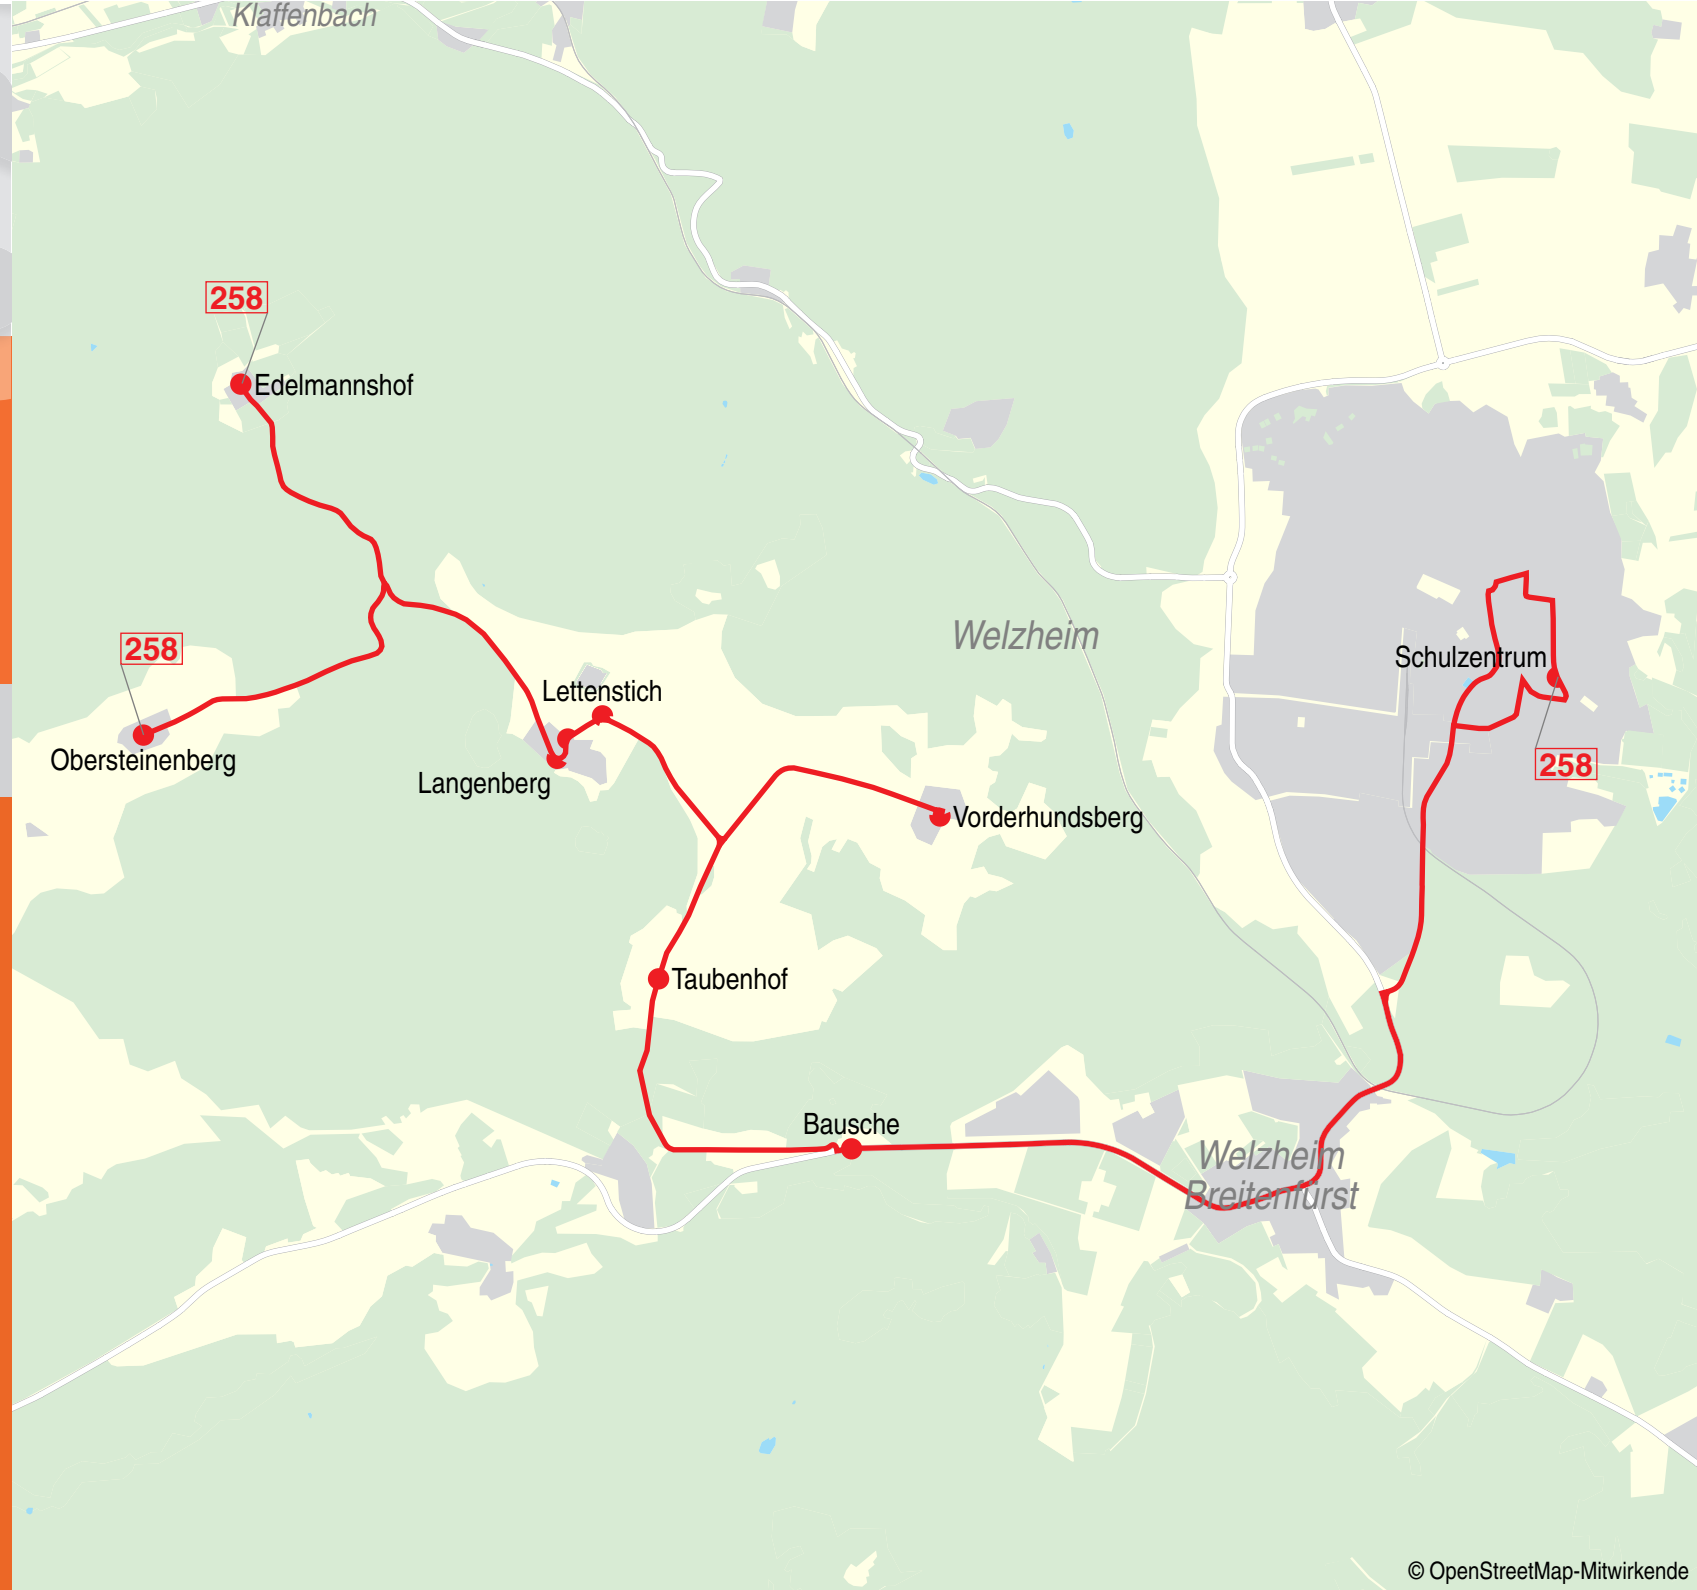 Klaffenbach
258
Edelmannshof
Welzheim
258
Schulzentrum
Lettenstich
Obersteinenberg
258
Langenberg
Vorderhundsberg
Taubenhof
Bausche
Welzheim
Breitenfürst
© OpenStreetMap-Mitwirkende